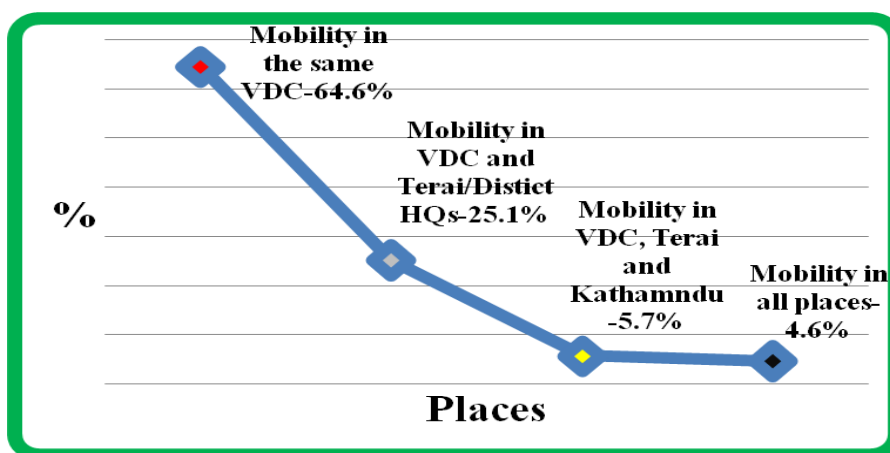 Mobility in
the same
VDC-64.6%
Mobility in
VDC and
Terai/Distict
HQs-25.1%
Mobility in
VDC, Terai
and
Kathamndu
-5.7%
Mobility in
all places-
4.6%
%
Places